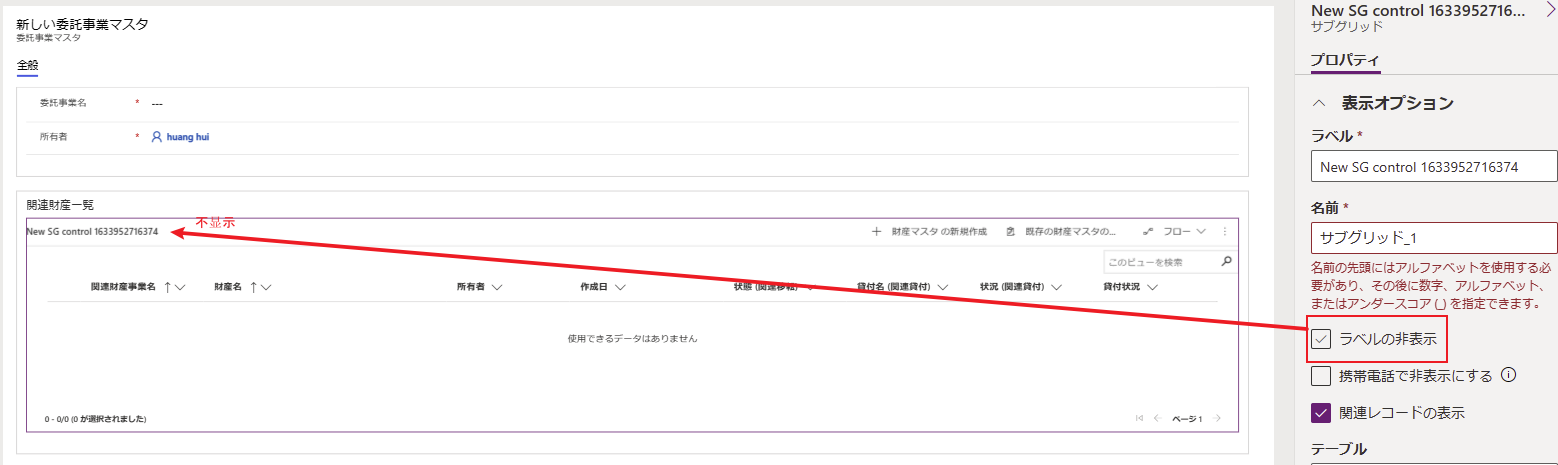 新しい委託事業マスタ
委託事業マスタ
全般
委託事業名 * ---
所有者 * huang hui
関連財産一覧
不显示
New SG control 1633952716374
財産マスタ の新規作成 既存の財産マスタの... フロー
このビューを検索
関連財産事業名 財産名 所有者 作成日 状態 (関連移転) 貸付名 (関連貸付) 状況 (関連貸付) 貸付状況
使用できるデータはありません
0 - 0/0 (0 が選択されました) ページ 1
New SG control 1633952716...
サブグリッド
プロパティ
表示オプション
ラベル *
New SG control 1633952716374
名前 *
サブグリッド_1
名前の先頭にはアルファベットを使用する必
要があり、その後に数字、アルファベット、
またはアンダースコア (_) を指定できます。
ラベルの非表示
携帯電話で非表示にする
関連レコードの表示
テーブル